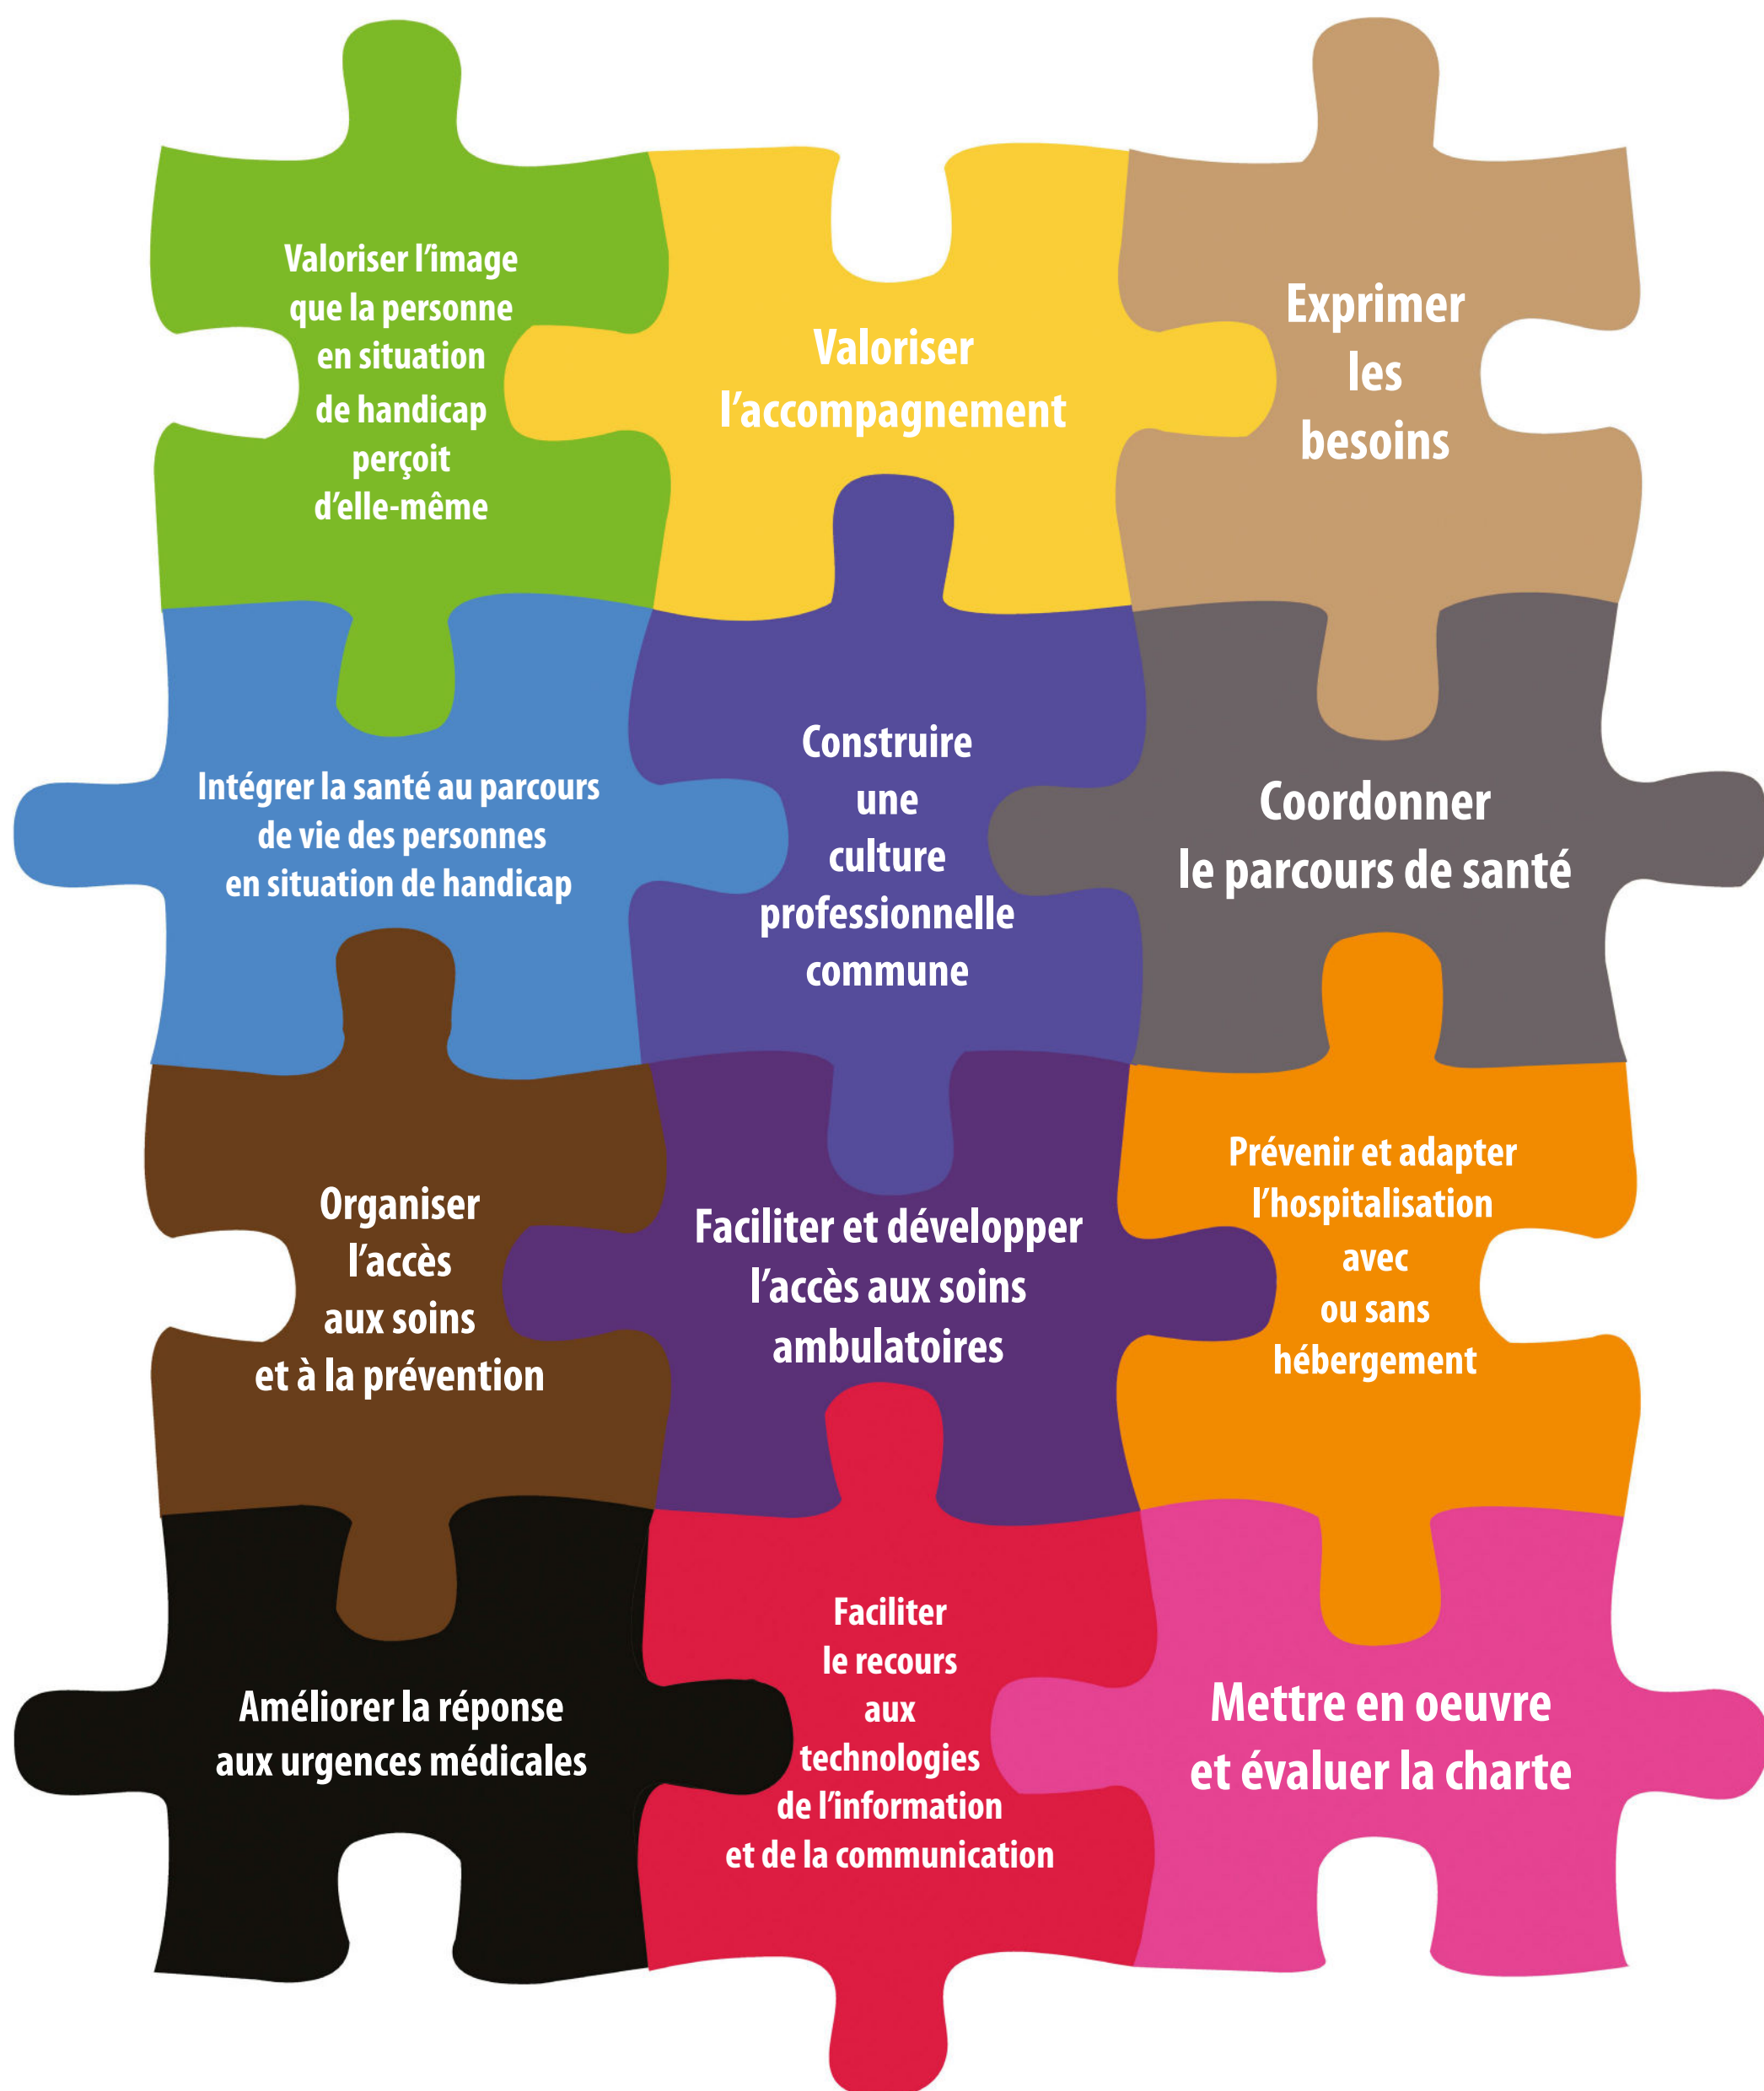 Valoriser l'image
que la personne
en situation
de handicap
perçoit
d'elle-même
Valoriser
l'accompagnement
Exprimer
les
besoins
Intégrer la santé au parcours
de vie des personnes
en situation de handicap
Construire
une
culture
professionnelle
commune
Coordonner
le parcours de santé
Organiser
l'accès
aux soins
et à la prévention
Faciliter et développer
l'accès aux soins
ambulatoires
Prévenir et adapter
l'hospitalisation
avec
ou sans
hébergement
Améliorer la réponse
aux urgences médicales
Faciliter
le recours
aux
technologies
de l'information
et de la communication
Mettre en oeuvre
et évaluer la charte